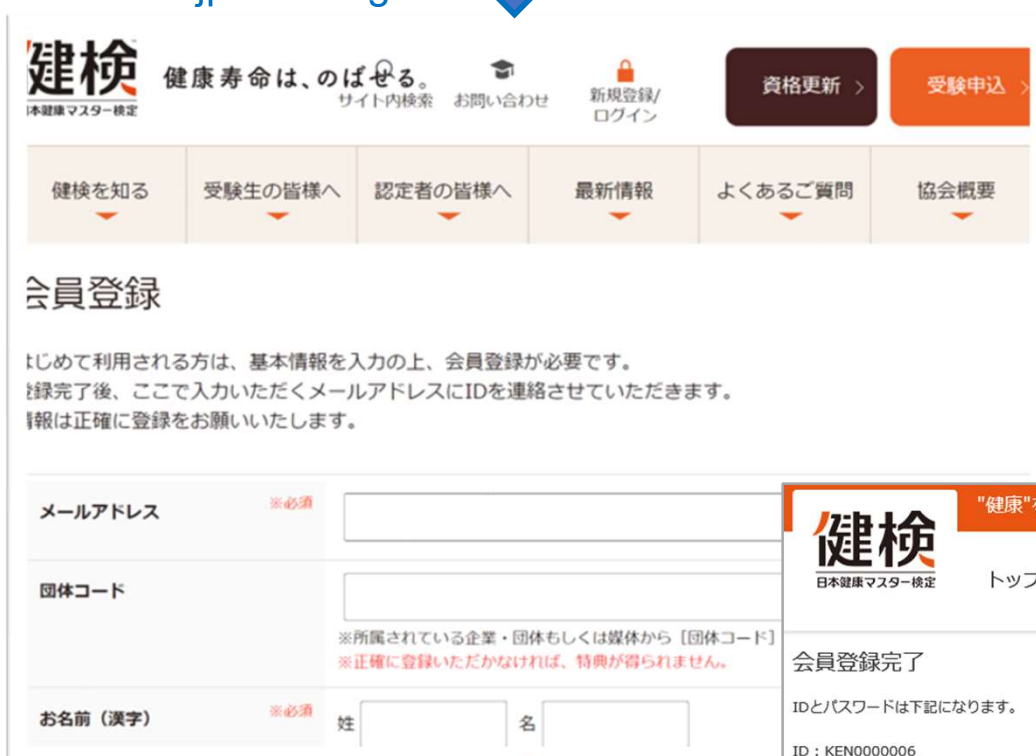 健検
日本健康マスター検定
健康寿命は、のばせる。
サイト内検索
お問い合わせ
新規登録/
ログイン
資格更新 >
受験申込 >
健検を知る
受験生の皆様へ
認定者の皆様へ
最新情報
よくあるご質問
協会概要
会員登録
はじめて利用される方は、基本情報を入力の上、会員登録が必要です。
登録完了後、ここで入力いただくメールアドレスにIDを連絡させていただきます。
情報は正確に登録をお願いいたします。
メールアドレス ※必須
団体コード
※所属されている企業・団体もしくは媒体から［団体コード］
※正確に登録いただかなければ、特典が得られません。
お名前（漢字） ※必須 姓 名
"健康"
健検
日本健康マスター検定
トップ
会員登録完了
IDとパスワードは下記になります。
ID：KEN0000006